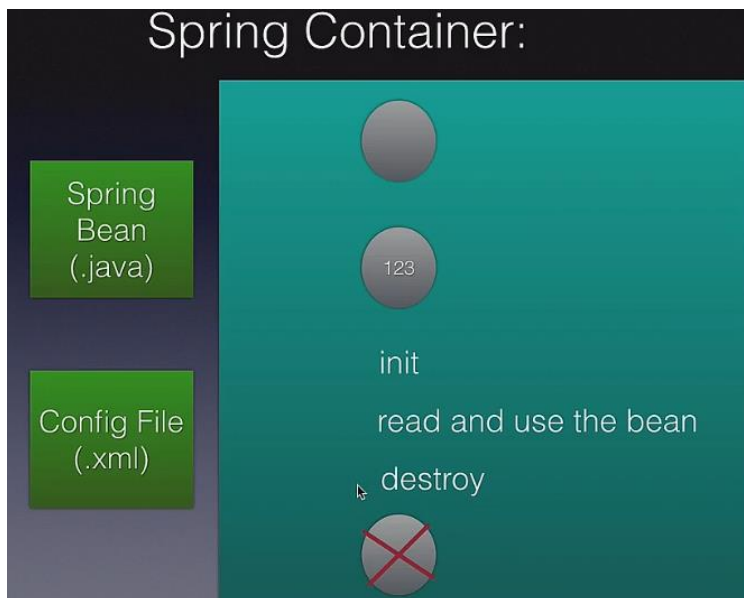 Spring Container:
Spring
Bean
(.java)
Config File
(.xml)
123
init
read and use the bean
destroy